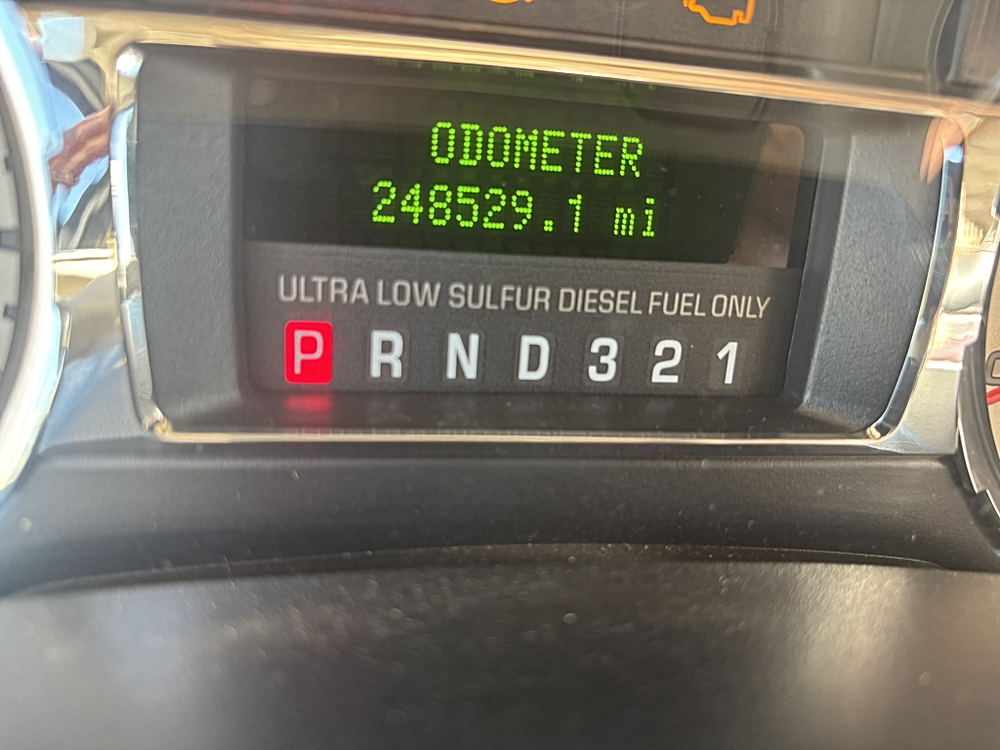 ODOMETER
248529.1 mi
ULTRA LOW SULFUR DIESEL FUEL ONLY
P R N D 3 2 1